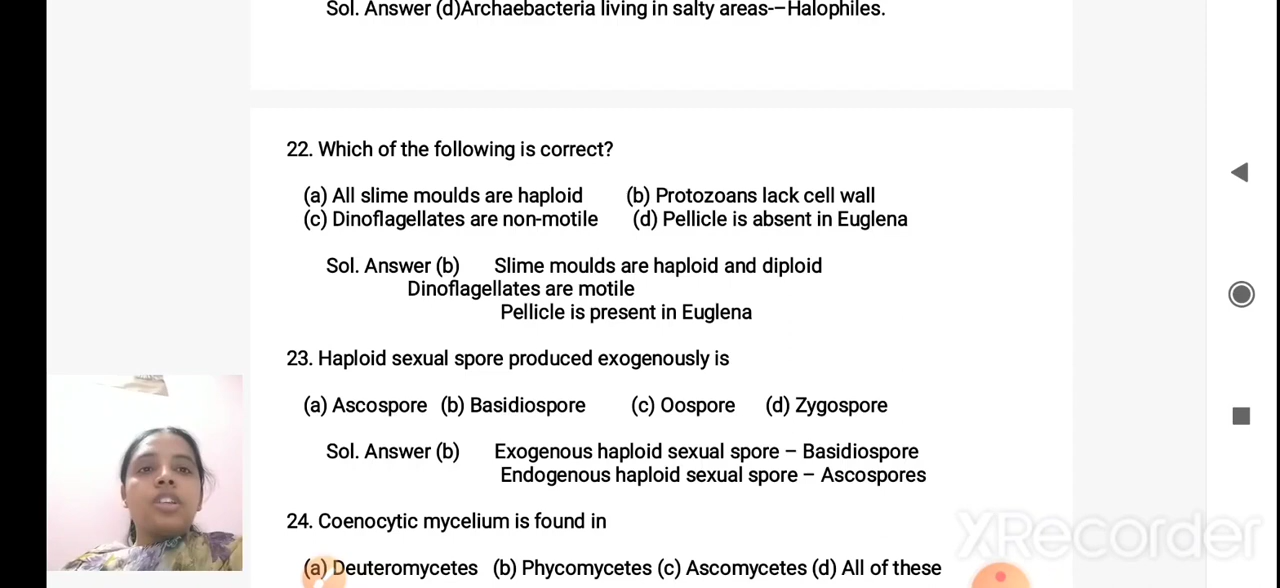 Sol. Answer (d)Archaebacteria living in salty areas-–Halophiles.
22. Which of the following is correct?
(a) All slime moulds are haploid (b) Protozoans lack cell wall
(c) Dinoflagellates are non-motile (d) Pellicle is absent in Euglena
Sol. Answer (b) Slime moulds are haploid and diploid
Dinoflagellates are motile
Pellicle is present in Euglena
23. Haploid sexual spore produced exogenously is
(a) Ascospore (b) Basidiospore (c) Oospore (d) Zygospore
Sol. Answer (b) Exogenous haploid sexual spore – Basidiospore
Endogenous haploid sexual spore – Ascospores
24. Coenocytic mycelium is found in
(a) Deuteromycetes (b) Phycomycetes (c) Ascomycetes (d) All of these
XRecorder